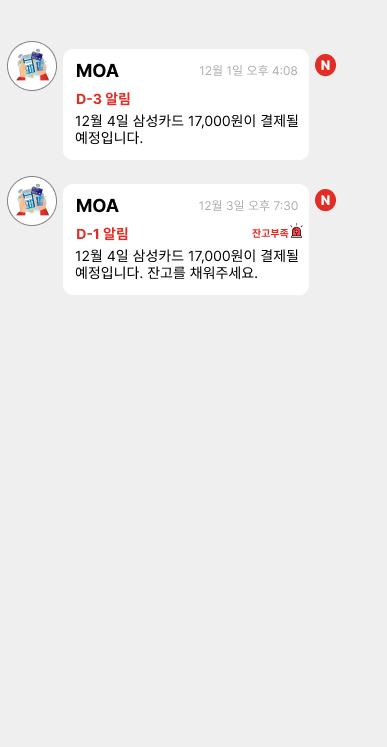 MOA 12월 1일 오후 4:08 N
D-3 알림
12월 4일 삼성카드 17,000원이 결제될
예정입니다.
MOA 12월 3일 오후 7:30 N
D-1 알림 잔고부족
12월 4일 삼성카드 17,000원이 결제될
예정입니다. 잔고를 채워주세요.